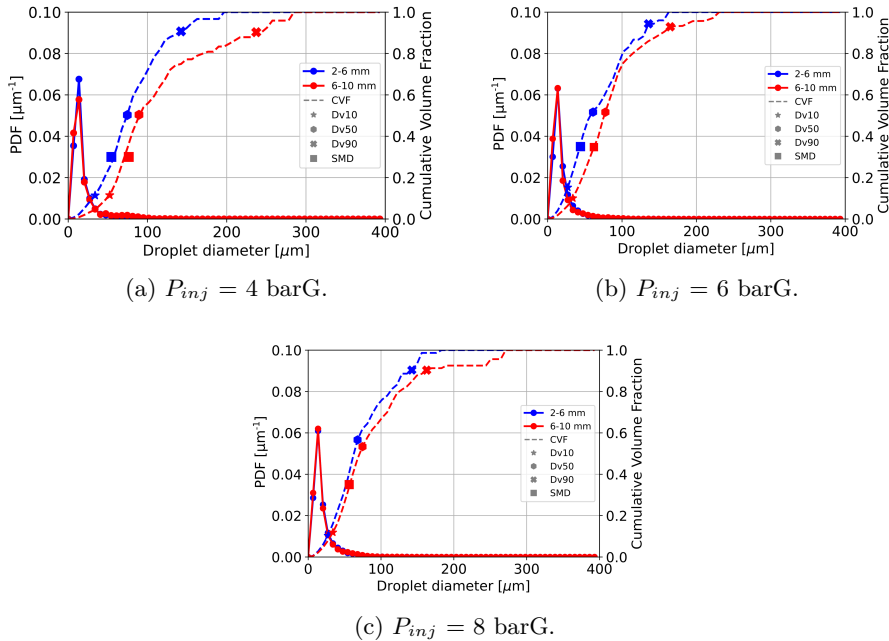 0.10
0.08
0.06
0.04
0.02
0.00
PDF [μm⁻¹]
1.0
0.8
0.6
0.4
0.2
0.0
Cumulative Volume Fraction
2-6 mm
6-10 mm
CVF
Dv10
Dv50
Dv90
SMD
0 100 200 300 400
Droplet diameter [μm]
(a) P_inj = 4 barG.
0.10
0.08
0.06
0.04
0.02
0.00
PDF [μm⁻¹]
1.0
0.8
0.6
0.4
0.2
0.0
Cumulative Volume Fraction
2-6 mm
6-10 mm
CVF
Dv10
Dv50
Dv90
SMD
0 100 200 300 400
Droplet diameter [μm]
(b) P_inj = 6 barG.
0.10
0.08
0.06
0.04
0.02
0.00
PDF [μm⁻¹]
1.0
0.8
0.6
0.4
0.2
0.0
Cumulative Volume Fraction
2-6 mm
6-10 mm
CVF
Dv10
Dv50
Dv90
SMD
0 100 200 300 400
Droplet diameter [μm]
(c) P_inj = 8 barG.